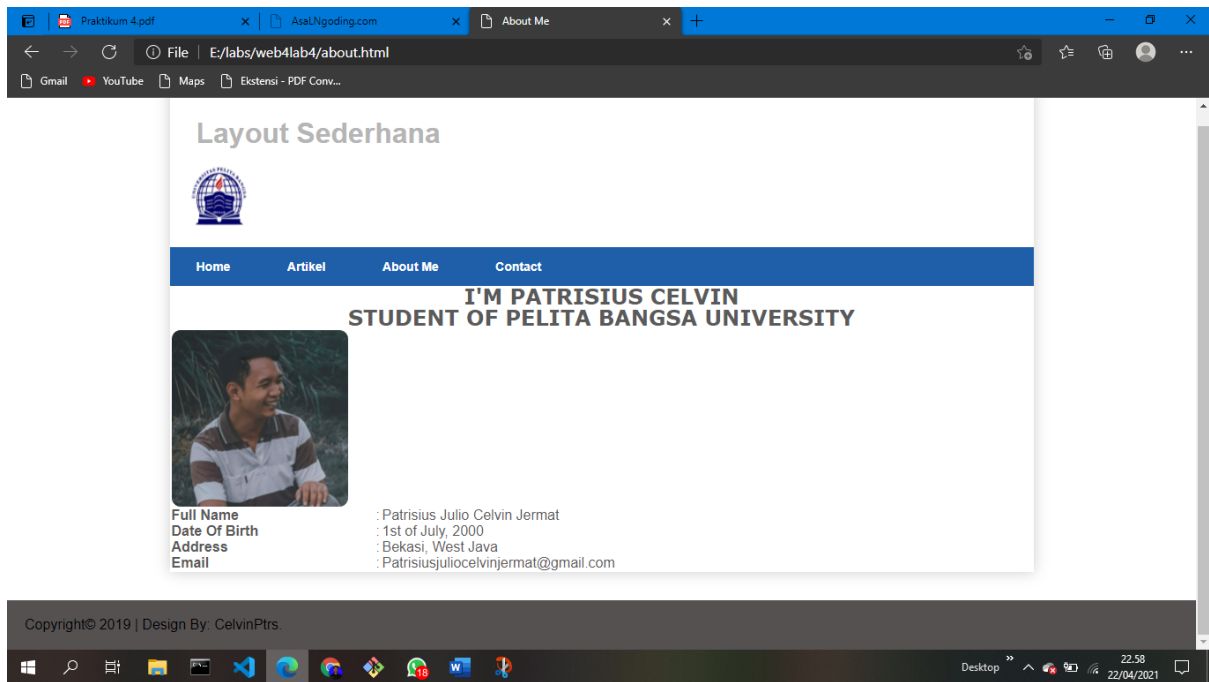 Praktikum 4.pdf
AsaLNgoding.com
About Me
File
E:/labs/web4lab4/about.html
Gmail
YouTube
Maps
Ekstensi - PDF Conv...
Layout Sederhana
Home
Artikel
About Me
Contact
I'M PATRISIUS CELVIN
STUDENT OF PELITA BANGSA UNIVERSITY
Full Name : Patrisius Julio Celvin Jermat
Date Of Birth : 1st of July, 2000
Address : Bekasi, West Java
Email : Patrisiusjuliocelvinjermat@gmail.com
Copyright© 2019 | Design By: CelvinPtrs.
18
Desktop
22.58
22/04/2021